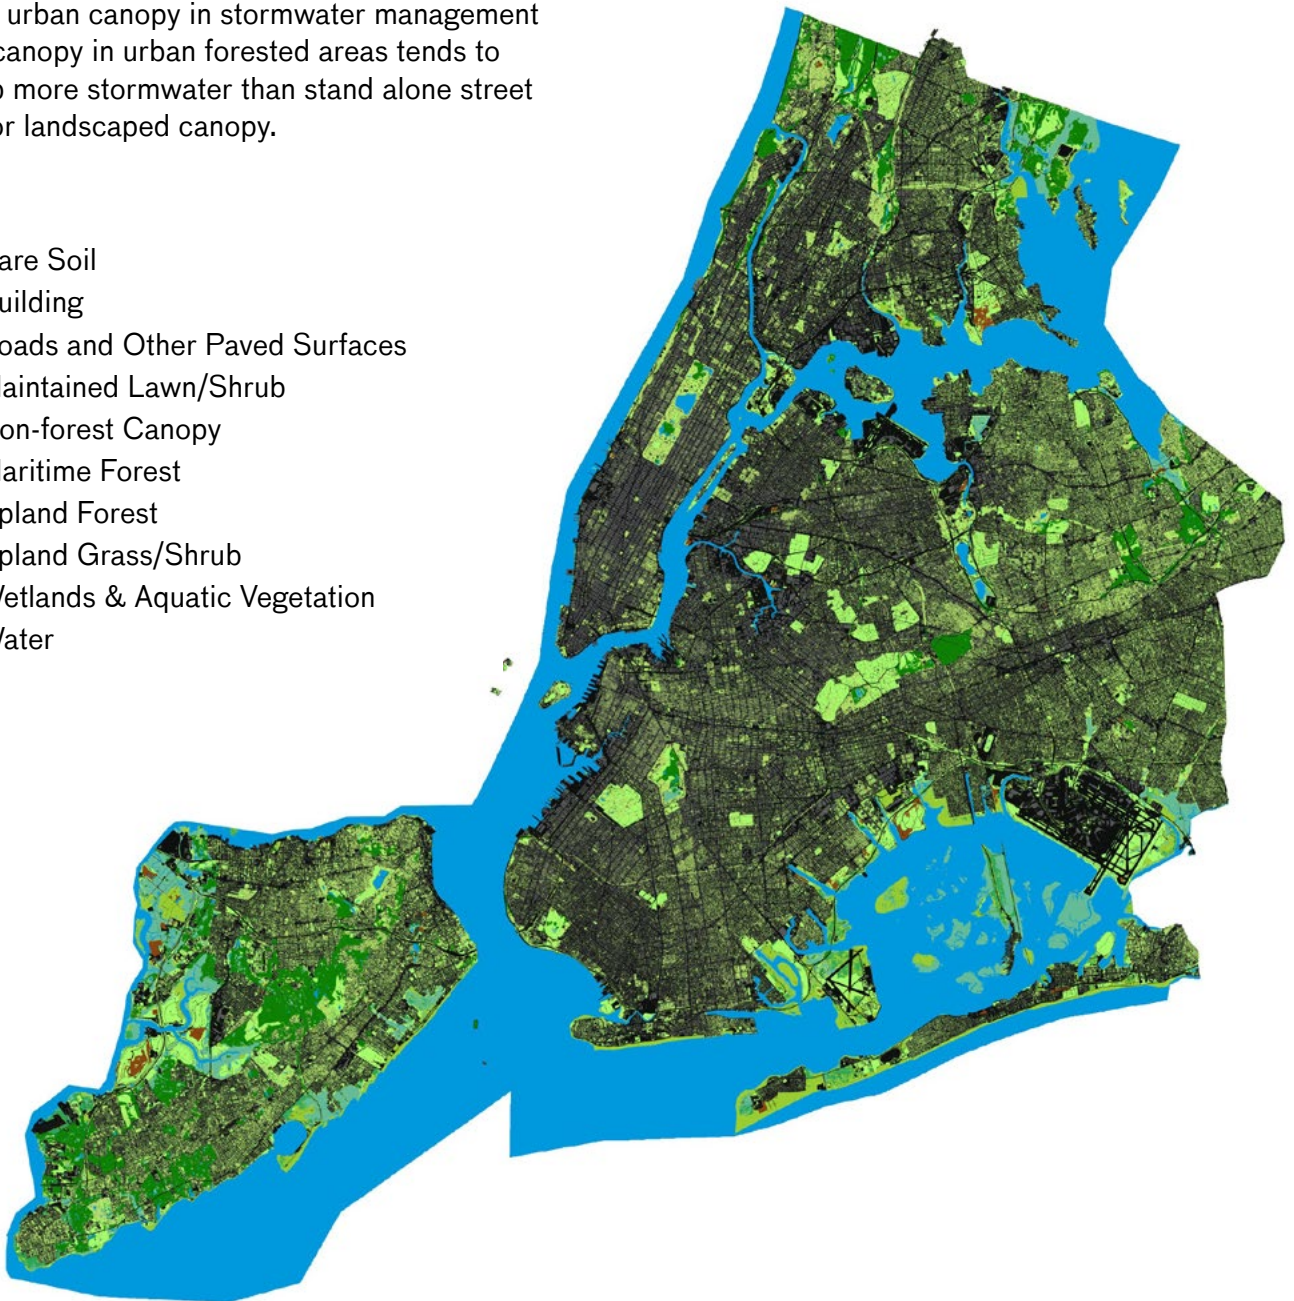 urban canopy in stormwater management
canopy in urban forested areas tends to
more stormwater than stand alone street
or landscaped canopy.
are Soil
uilding
oads and Other Paved Surfaces
aintained Lawn/Shrub
on-forest Canopy
aritime Forest
pland Forest
pland Grass/Shrub
etlands & Aquatic Vegetation
ater